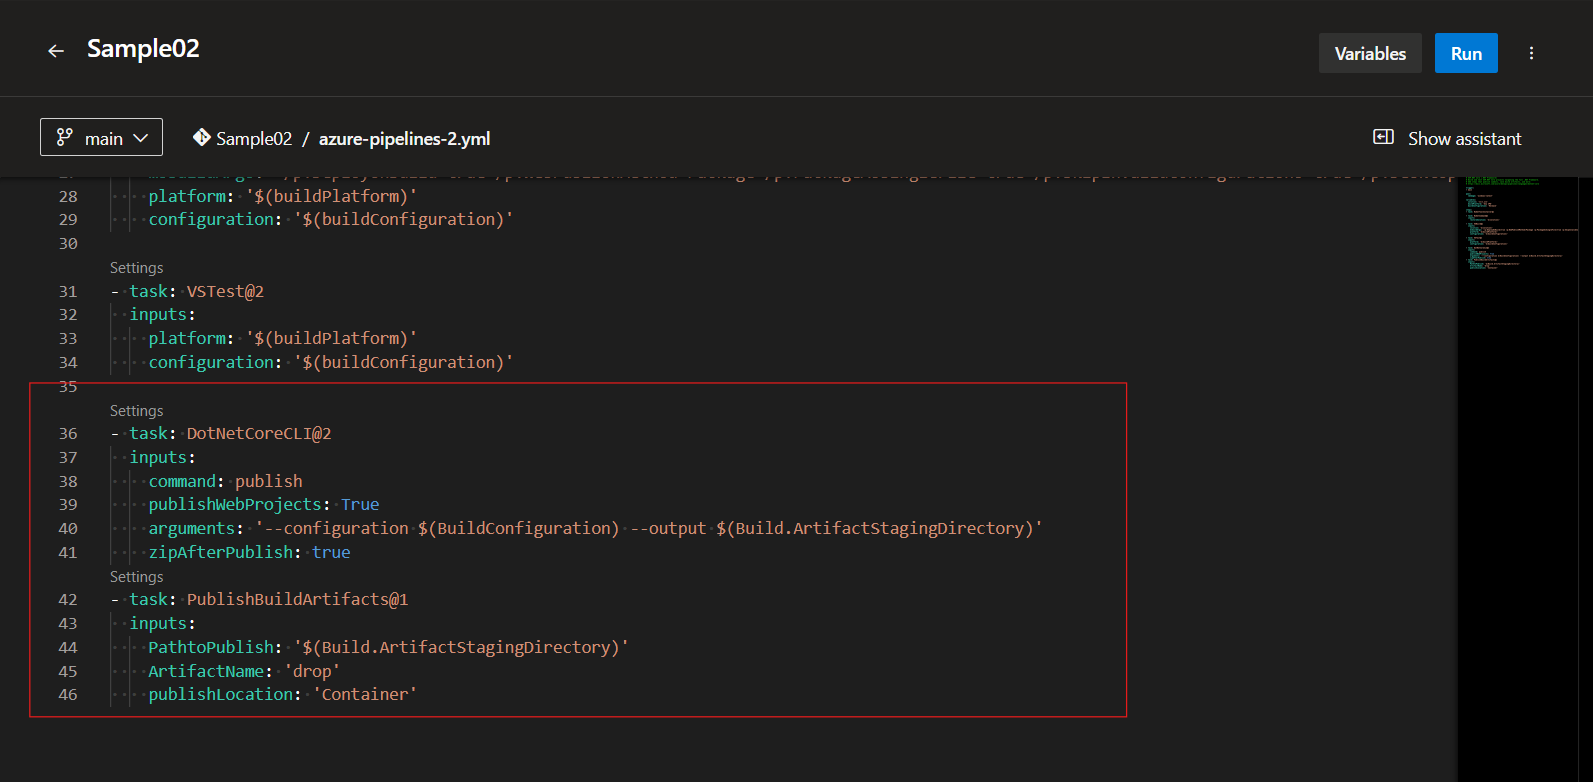 Sample02
Variables
Run
main
Sample02 / azure-pipelines-2.yml
Show assistant
28 platform: '$(buildPlatform)'
29 configuration: '$(buildConfiguration)'
30
Settings
31 - task: VSTest@2
32 inputs:
33 platform: '$(buildPlatform)'
34 configuration: '$(buildConfiguration)'
35
Settings
36 - task: DotNetCoreCLI@2
37 inputs:
38 command: publish
39 publishWebProjects: True
40 arguments: '--configuration $(BuildConfiguration) --output $(Build.ArtifactStagingDirectory)'
41 zipAfterPublish: true
Settings
42 - task: PublishBuildArtifacts@1
43 inputs:
44 PathtoPublish: '$(Build.ArtifactStagingDirectory)'
45 ArtifactName: 'drop'
46 publishLocation: 'Container'